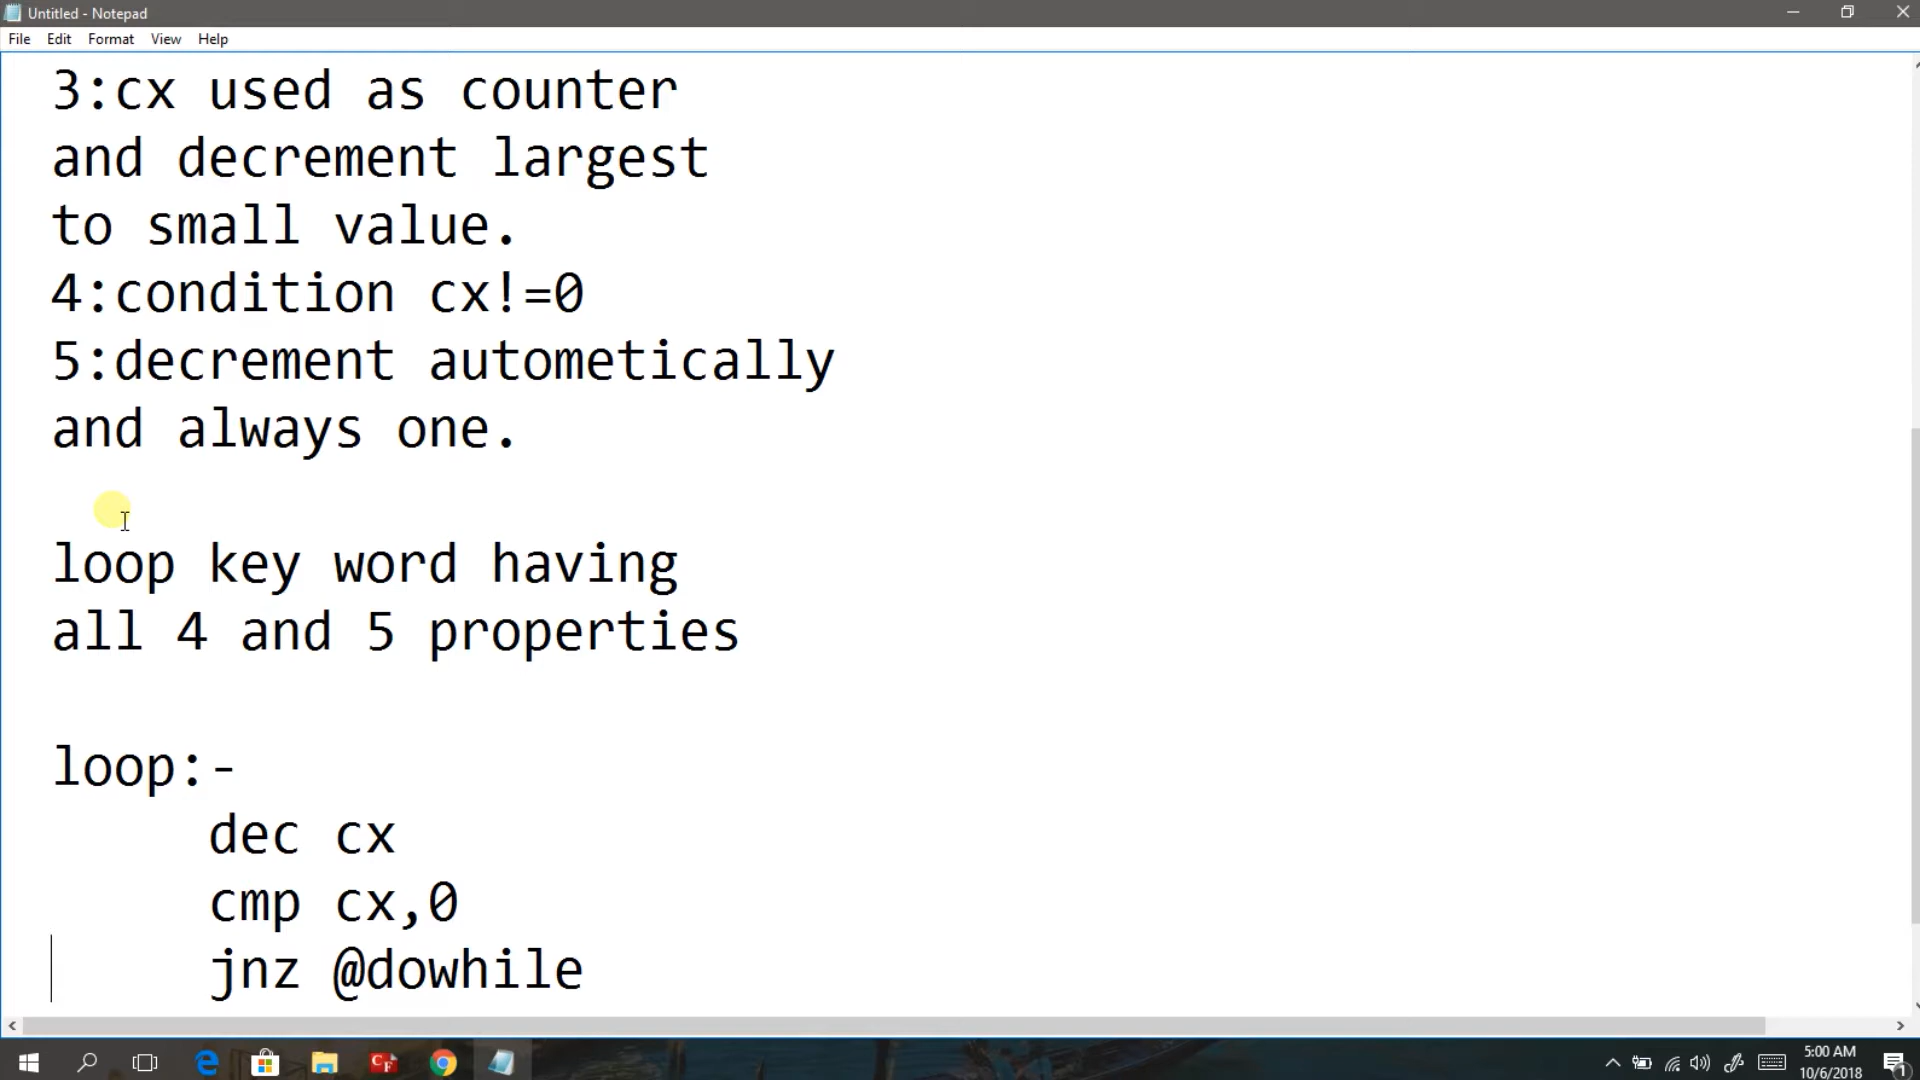 Untitled - Notepad
File Edit Format View Help
3:cx used as counter
and decrement largest
to small value.
4:condition cx!=0
5:decrement autometically
and always one.
loop key word having
all 4 and 5 properties
loop:-
dec cx
cmp cx,0
jnz @dowhile
5:00 AM
10/6/2018